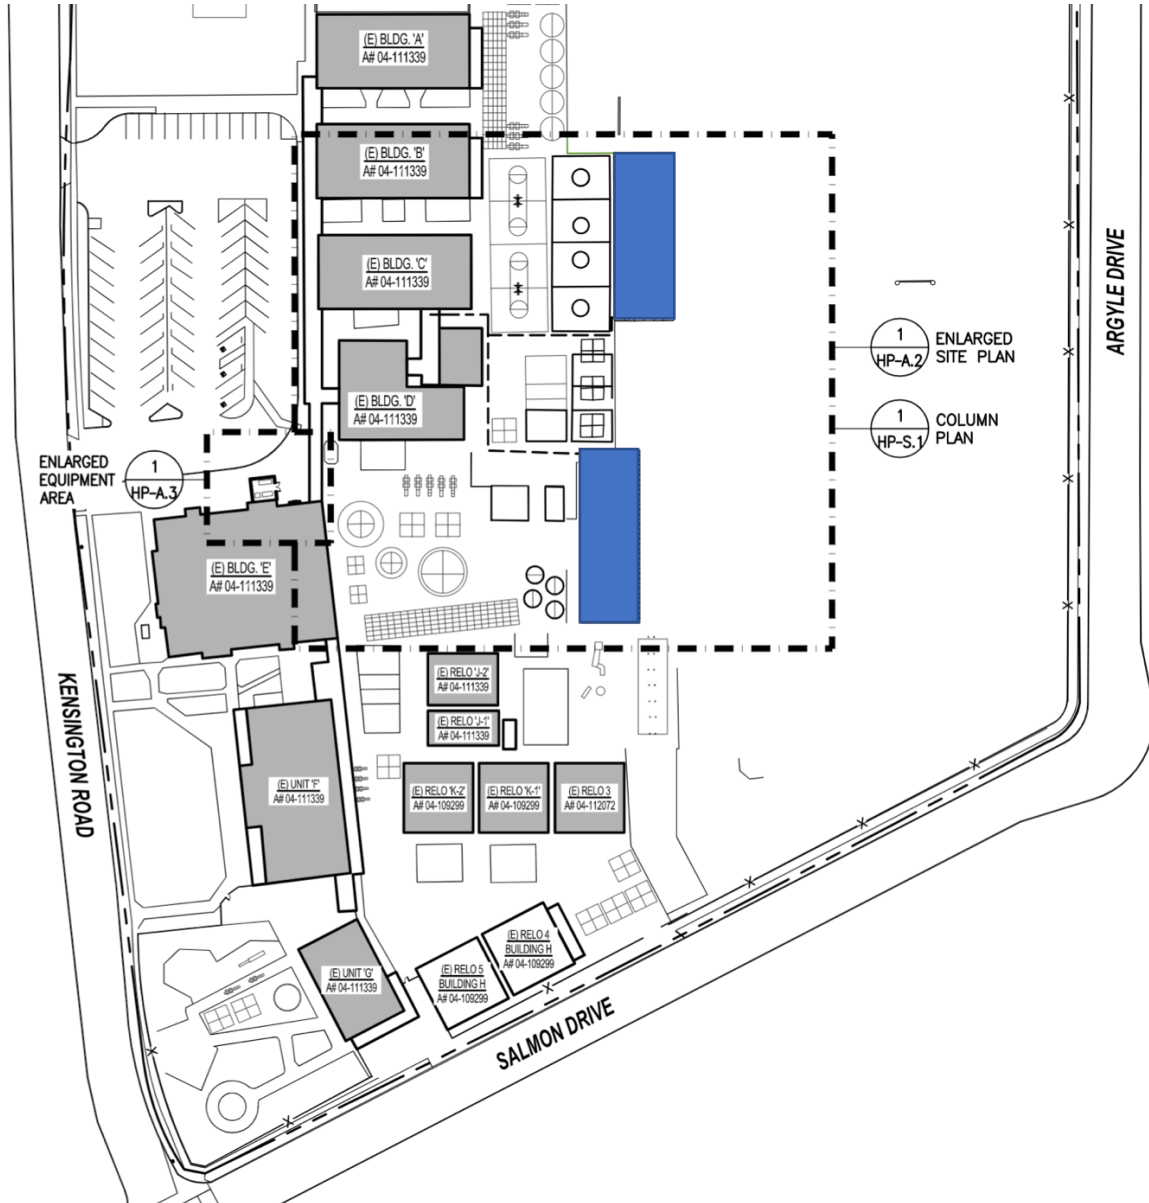 (E) BLDG. 'A'
A# 04-111339
(E) BLDG. 'B'
A# 04-111339
(E) BLDG. 'C'
A# 04-111339
ARGYLE DRIVE
1
HP-A.2
ENLARGED
SITE PLAN
(E) BLDG. 'D'
A# 04-111339
1
HP-S.1
COLUMN
PLAN
ENLARGED
EQUIPMENT
AREA
1
HP-A.3
(E) BLDG. 'E'
A# 04-111339
KENSINGTON ROAD
(E) RELO 'J-2'
A# 04-111339
(E) RELO 'J-1'
A# 04-111339
(E) UNIT 'F'
A# 04-111339
(E) RELO 'K-2'
A# 04-109299
(E) RELO 'K-1'
A# 04-109299
(E) RELO 3
A# 04-112072
(E) RELO 4
BUILDING H
A# 04-109299
(E) RELO 5
BUILDING H
A# 04-109299
(E) UNIT 'G'
A# 04-111339
SALMON DRIVE